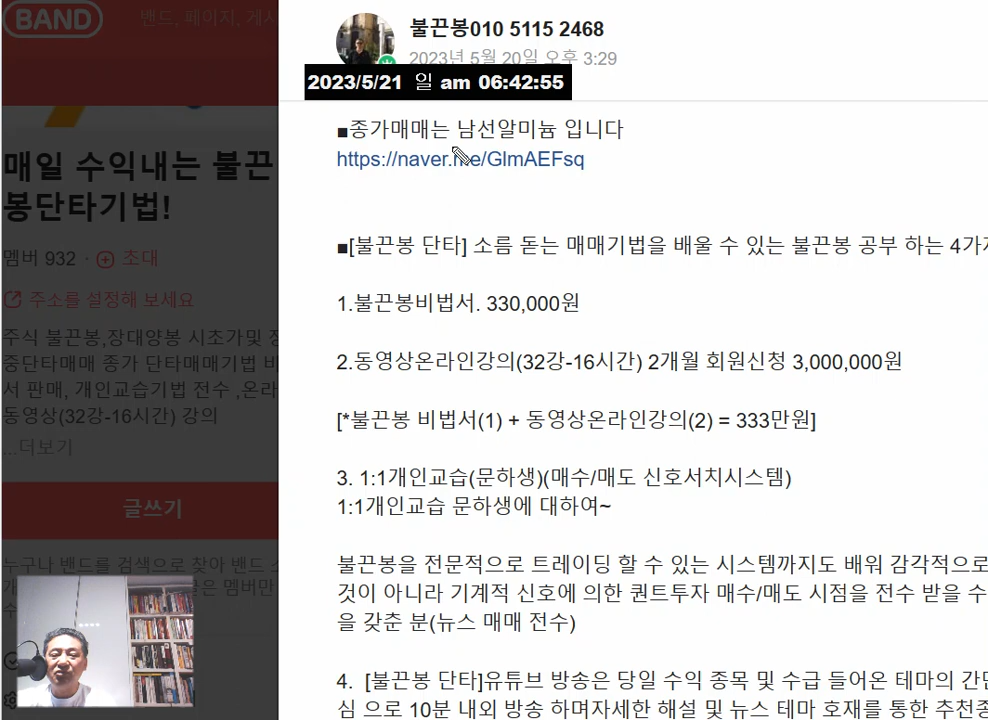 BAND
밴드, 페이지, 게시
불끈봉010 5115 2468
2023년 5월 20일 오후 3:29
2023/5/21 일 am 06:42:55
■종가매매는 남선알미늄 입니다
https://naver.me/GlmAEFsq
매일 수익내는 불끈
봉단타기법!
멤버 932 · 초대
주소를 설정해 보세요
주식 불끈봉,장대양봉 시초가및 장
중단타매매 종가 단타매매기법 비
서 판매, 개인교습기법 전수 ,온라
동영상(32강-16시간) 강의
...더보기
글쓰기
누구나 밴드를 검색으로 찾아 밴드 소
개
글은 멤버만
수
■[불끈봉 단타] 소름 돋는 매매기법을 배울 수 있는 불끈봉 공부 하는 4가지
1.불끈봉비법서. 330,000원
2.동영상온라인강의(32강-16시간) 2개월 회원신청 3,000,000원
[*불끈봉 비법서(1) + 동영상온라인강의(2) = 333만원]
3. 1:1개인교습(문하생)(매수/매도 신호서치시스템)
1:1개인교습 문하생에 대하여~
불끈봉을 전문적으로 트레이딩 할 수 있는 시스템까지도 배워 감각적으로
것이 아니라 기계적 신호에 의한 퀀트투자 매수/매도 시점을 전수 받을 수
을 갖춘 분(뉴스 매매 전수)
4. [불끈봉 단타]유튜브 방송은 당일 수익 종목 및 수급 들어온 테마의 간단
심 으로 10분 내외 방송 하며자세한 해설 및 뉴스 테마 호재를 통한 추천종